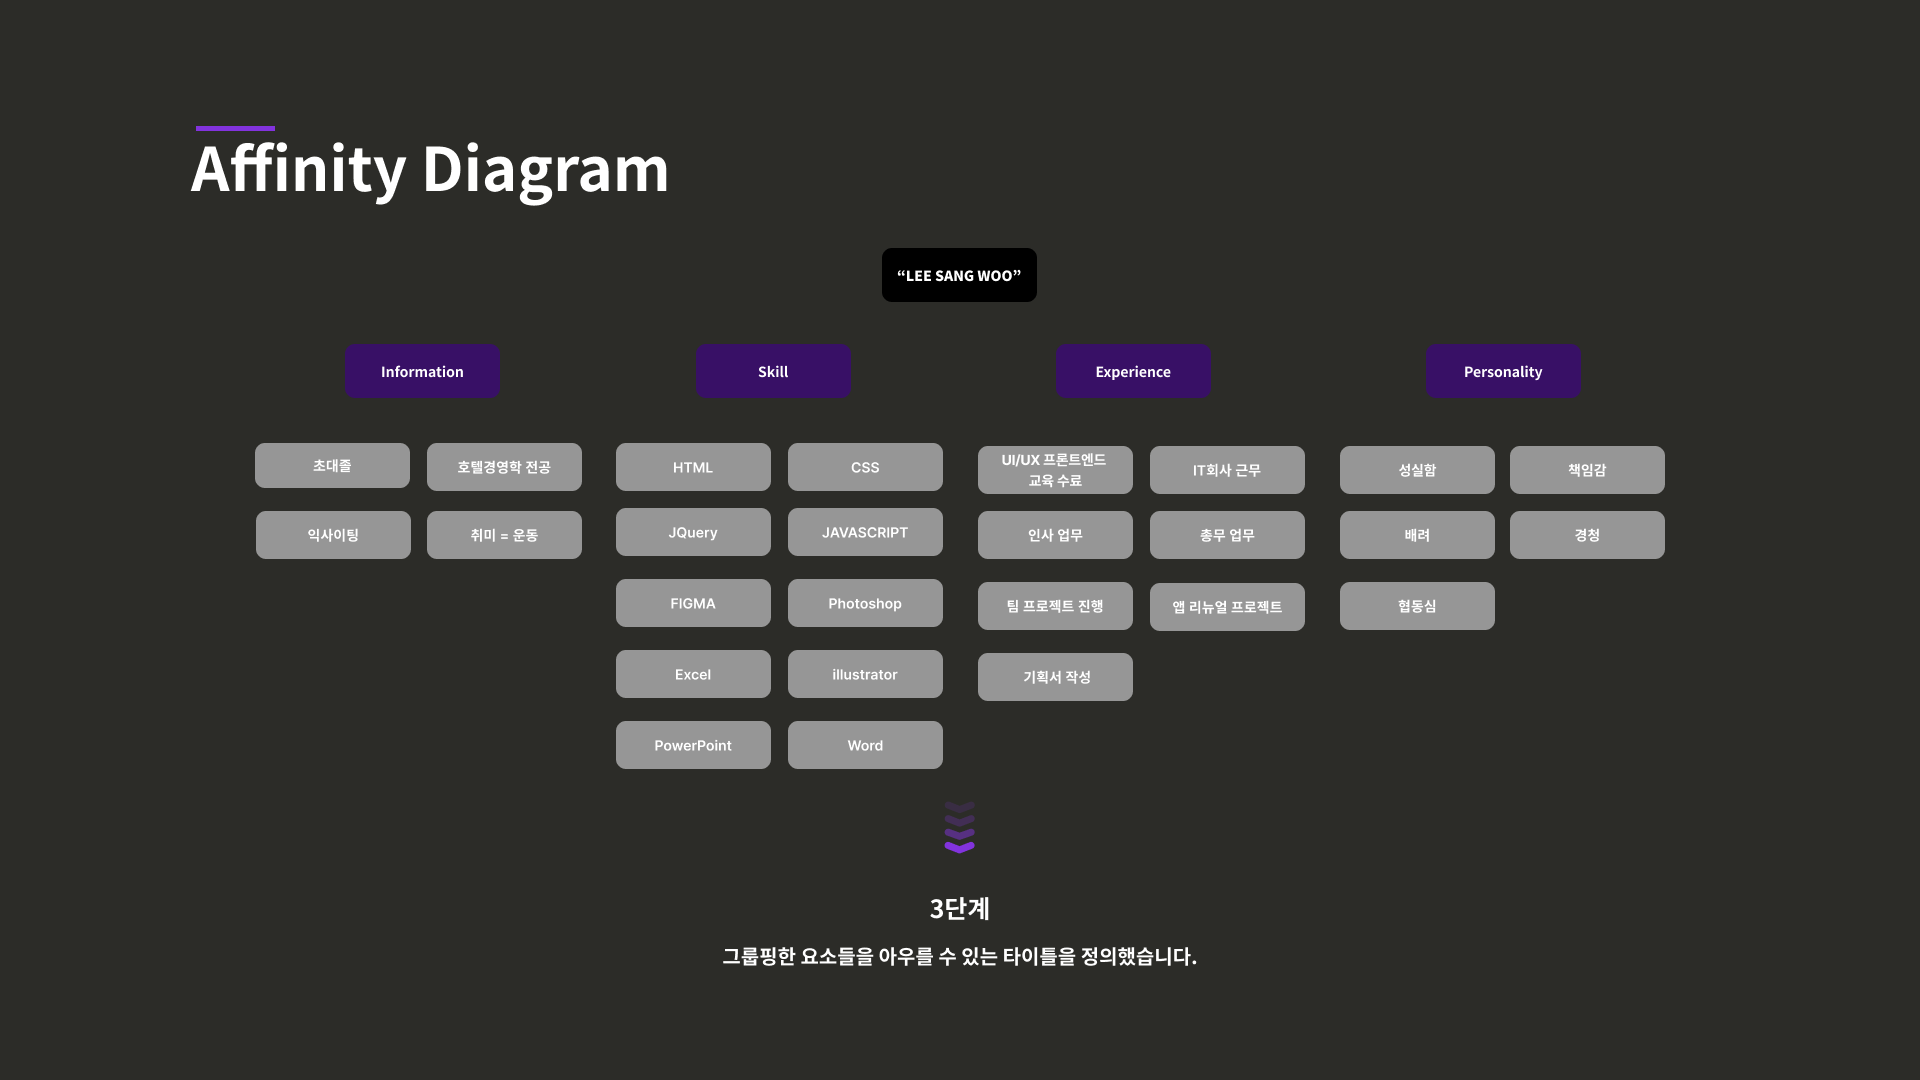 Affinity Diagram
“LEE SANG WOO”
Information
Skill
Experience
Personality
초대졸
호텔경영학 전공
익사이팅
취미 = 운동
HTML
CSS
JQuery
JAVASCRIPT
FIGMA
Photoshop
Excel
illustrator
PowerPoint
Word
UI/UX 프론트엔드
교육 수료
IT회사 근무
인사 업무
총무 업무
팀 프로젝트 진행
앱 리뉴얼 프로젝트
기획서 작성
성실함
책임감
배려
경청
협동심
3단계
그룹핑한 요소들을 아우를 수 있는 타이틀을 정의했습니다.